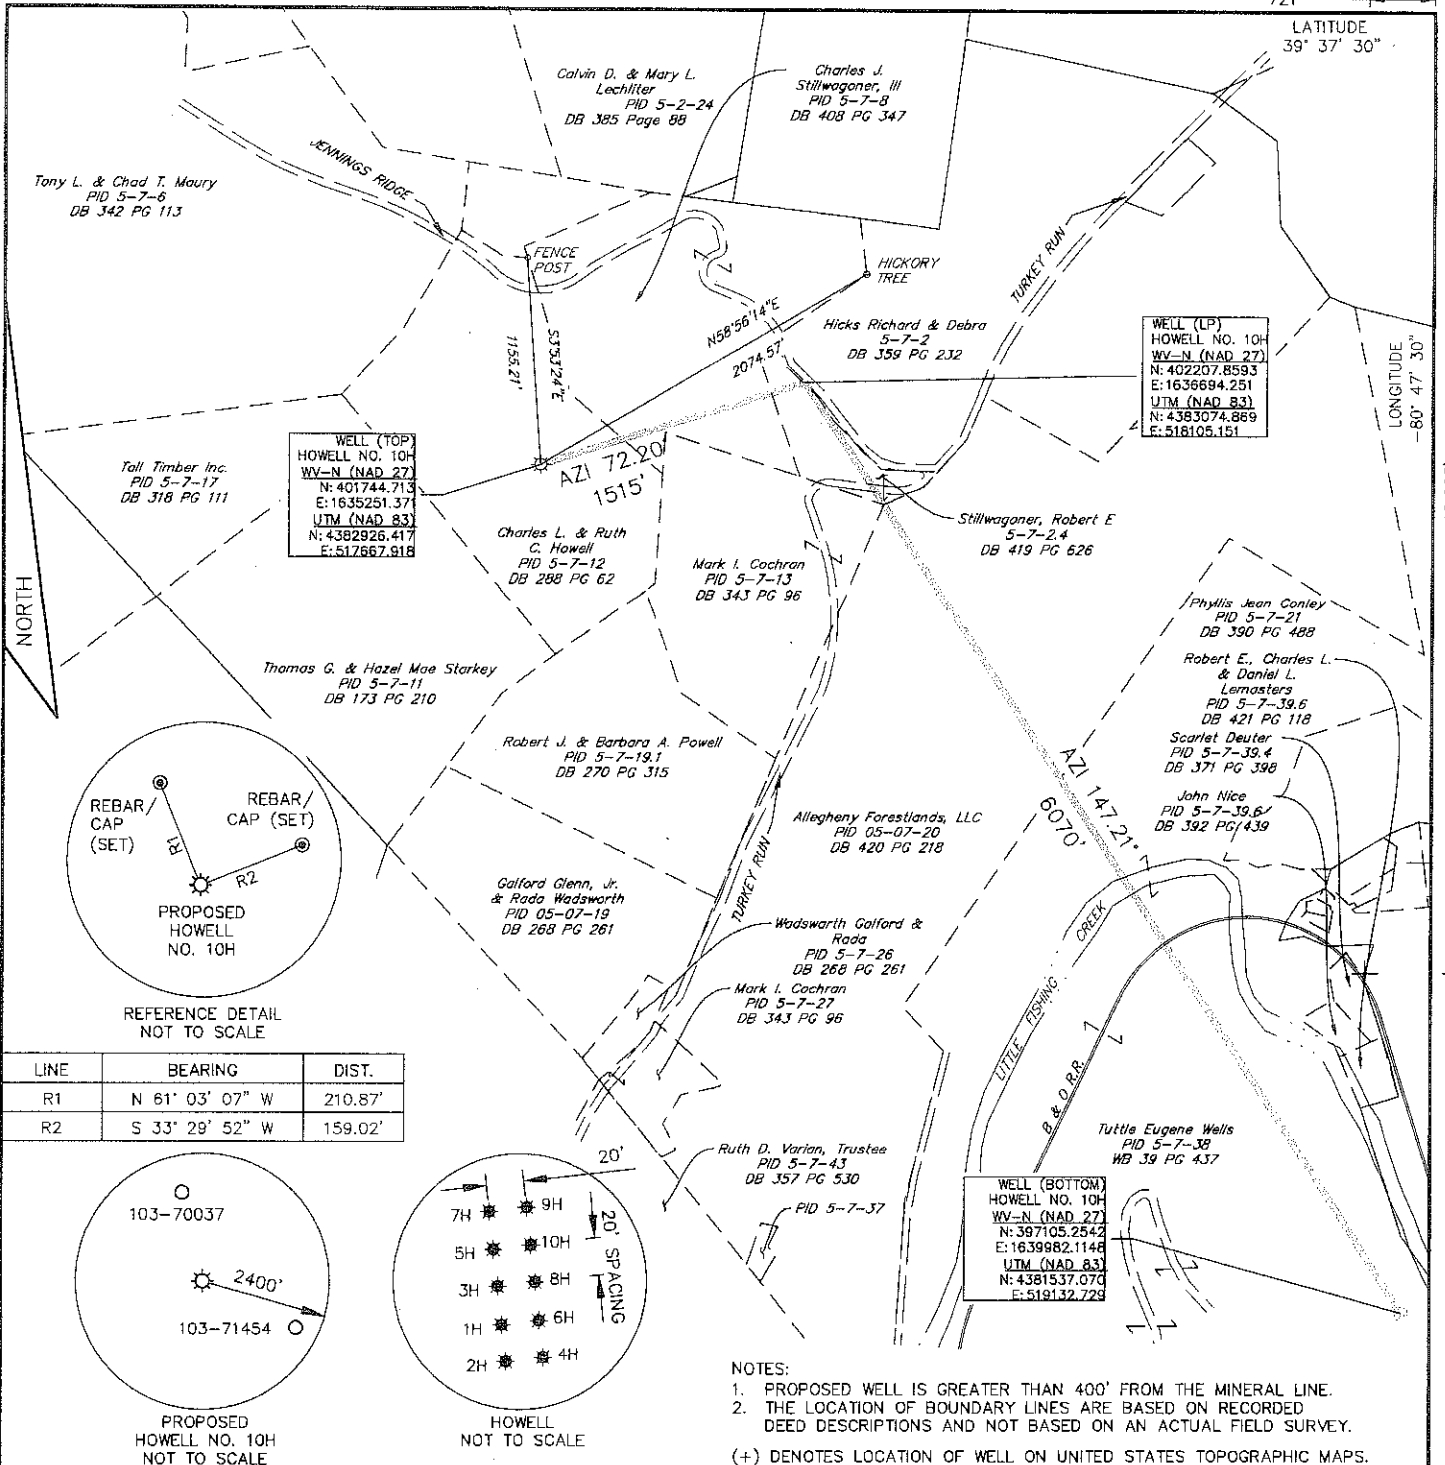 721'
LATITUDE
39° 37' 30"
Calvin D. & Mary L.
Lechliter
PID 5-2-24
DB 385 Page 88
Charles J.
Stillwagoner, III
PID 5-7-8
DB 408 PG 347
JENNINGS RIDGE
Tony L. & Chad T. Maury
PID 5-7-6
DB 342 PG 113
FENCE
POST
HICKORY
TREE
TURKEY RUN
N58°56'14"E
2074.57'
S3°53'24"E
1155.21'
Hicks Richard & Debra
5-7-2
DB 359 PG 232
WELL (LP)
HOWELL NO. 10H
WV-N (NAD 27)
N: 402207.8593
E: 1636694.251
UTM (NAD 83)
N: 4383074.869
E: 518105.151
LONGITUDE
-80° 47' 30"
WELL (TOP)
HOWELL NO. 10H
WV-N (NAD 27)
N: 401744.713
E: 1635251.371
UTM (NAD 83)
N: 4382926.417
E: 517667.918
AZI 72.20
1515'
Tall Timber Inc.
PID 5-7-17
DB 318 PG 111
Charles L. & Ruth
C. Howell
PID 5-7-12
DB 288 PG 62
Mark I. Cochran
PID 5-7-13
DB 343 PG 96
Stillwagoner, Robert E
5-7-2.4
DB 419 PG 626
NORTH
Phyllis Jean Conley
PID 5-7-21
DB 390 PG 488
Robert E., Charles L.
& Daniel L.
Lemasters
PID 5-7-39.6
DB 421 PG 118
Scarlet Deuter
PID 5-7-39.4
DB 371 PG 398
John Nice
PID 5-7-39.6
DB 392 PG 439
Thomas G. & Hazel Mae Starkey
PID 5-7-11
DB 173 PG 210
Robert J. & Barbara A. Powell
PID 5-7-19.1
DB 270 PG 315
AZI 147.21°
6070'
REBAR/
CAP
(SET)
REBAR/
CAP (SET)
R1
R2
PROPOSED
HOWELL
NO. 10H
REFERENCE DETAIL
NOT TO SCALE
Allegheny Forestlands, LLC
PID 05-07-20
DB 420 PG 218
TURKEY RUN
Galford Glenn, Jr.
& Rada Wadsworth
PID 05-07-19
DB 268 PG 261
Wadsworth Galford &
Rada
PID 5-7-26
DB 268 PG 261
Mark I. Cochran
PID 5-7-27
DB 343 PG 96
LITTLE FISHING CREEK
B & O R.R.
LINE BEARING DIST.
R1 N 61° 03' 07" W 210.87'
R2 S 33° 29' 52" W 159.02'
Tuttle Eugene Wells
PID 5-7-38
WB 39 PG 437
Ruth D. Varian, Trustee
PID 5-7-43
DB 357 PG 530
PID 5-7-37
WELL (BOTTOM)
HOWELL NO. 10H
WV-N (NAD 27)
N: 397105.2542
E: 1639982.1148
UTM (NAD 83)
N: 4381537.070
E: 519132.729
103-70037
2400'
103-71454
PROPOSED
HOWELL NO. 10H
NOT TO SCALE
20'
20' SPACING
7H 9H
5H 10H
3H 8H
1H 6H
2H 4H
HOWELL
NOT TO SCALE
NOTES:
1. PROPOSED WELL IS GREATER THAN 400' FROM THE MINERAL LINE.
2. THE LOCATION OF BOUNDARY LINES ARE BASED ON RECORDED
DEED DESCRIPTIONS AND NOT BASED ON AN ACTUAL FIELD SURVEY.
(+) DENOTES LOCATION OF WELL ON UNITED STATES TOPOGRAPHIC MAPS.